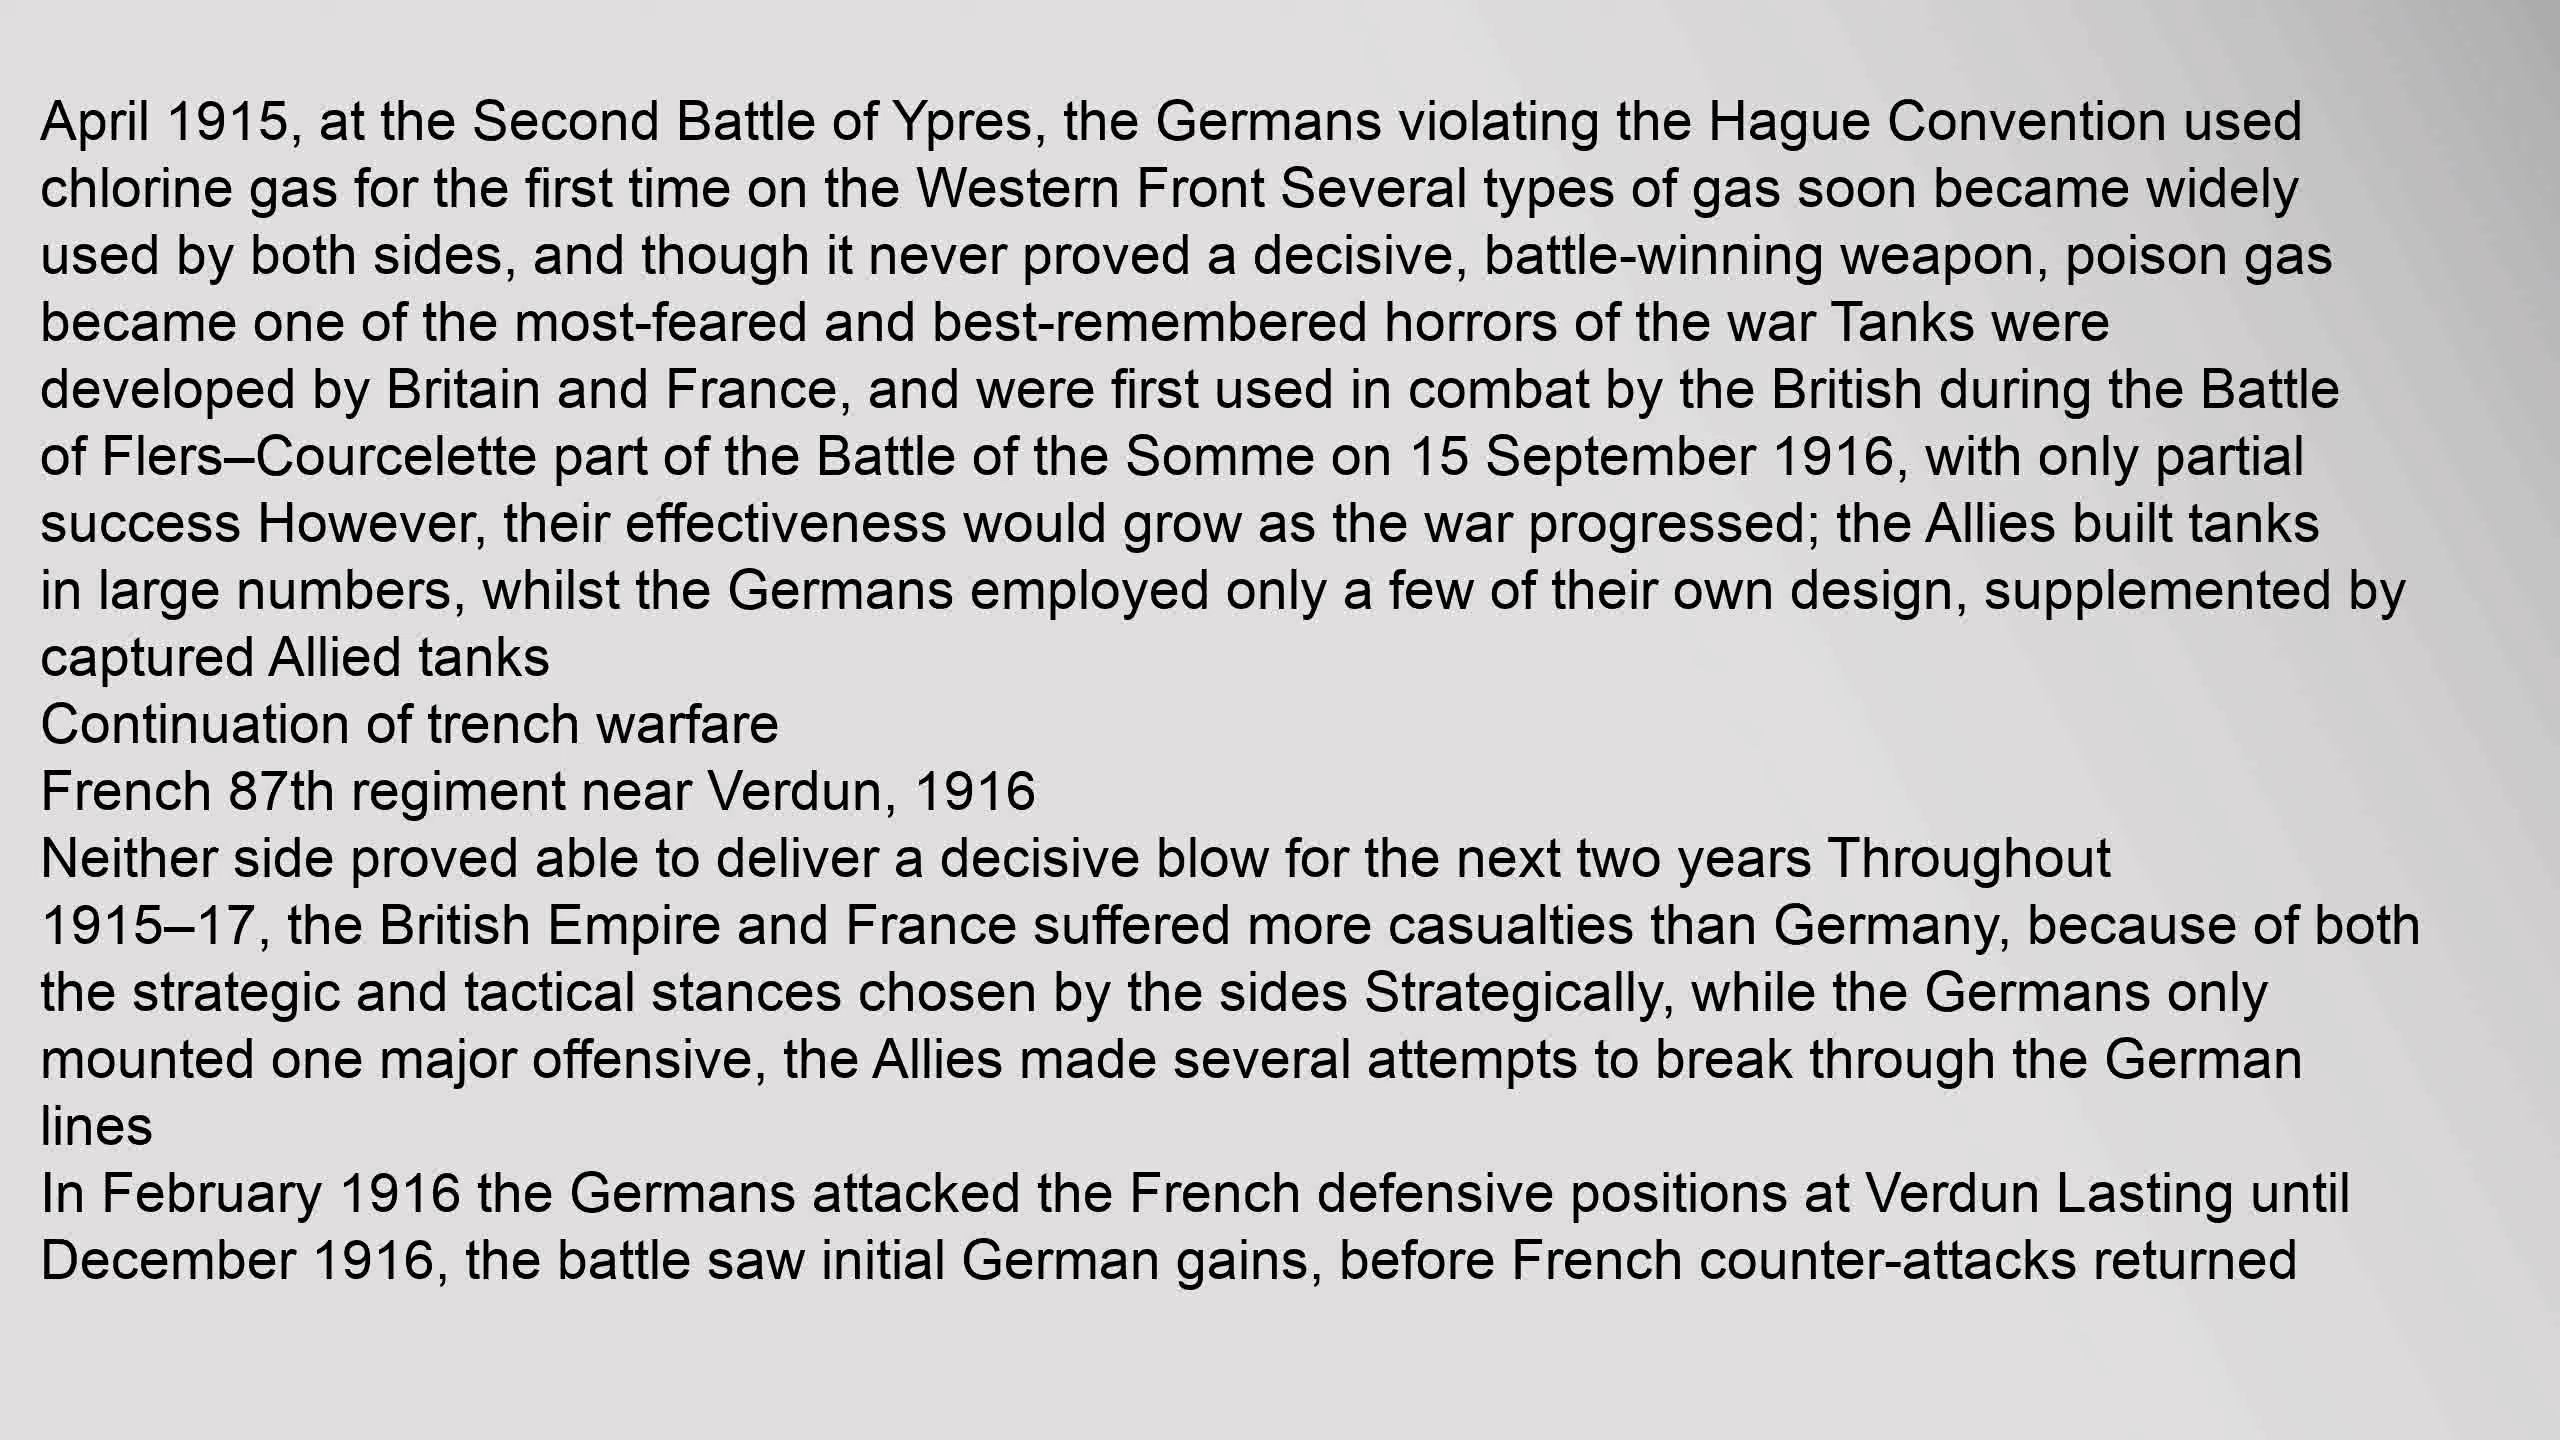 April 1915, at the Second Battle of Ypres, the Germans violating the Hague Convention used
chlorine gas for the first time on the Western Front Several types of gas soon became widely
used by both sides, and though it never proved a decisive, battle-winning weapon, poison gas
became one of the most-feared and best-remembered horrors of the war Tanks were
developed by Britain and France, and were first used in combat by the British during the Battle
of Flers–Courcelette part of the Battle of the Somme on 15 September 1916, with only partial
success However, their effectiveness would grow as the war progressed; the Allies built tanks
in large numbers, whilst the Germans employed only a few of their own design, supplemented by
captured Allied tanks
Continuation of trench warfare
French 87th regiment near Verdun, 1916
Neither side proved able to deliver a decisive blow for the next two years Throughout
1915–17, the British Empire and France suffered more casualties than Germany, because of both
the strategic and tactical stances chosen by the sides Strategically, while the Germans only
mounted one major offensive, the Allies made several attempts to break through the German
lines
In February 1916 the Germans attacked the French defensive positions at Verdun Lasting until
December 1916, the battle saw initial German gains, before French counter-attacks returned